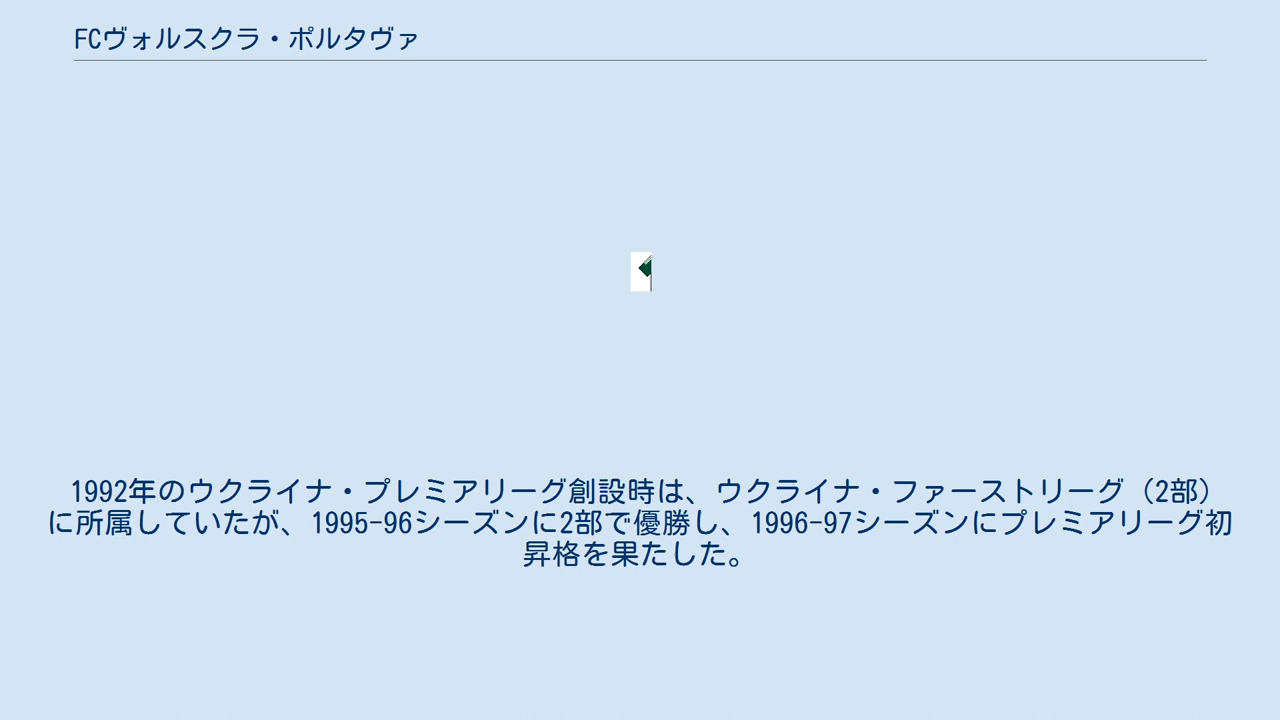 FCヴォルスクラ・ポルタヴァ
1992年のウクライナ・プレミアリーグ創設時は、ウクライナ・ファーストリーグ（2部）
に所属していたが、1995-96シーズンに2部で優勝し、1996-97シーズンにプレミアリーグ初
昇格を果たした。